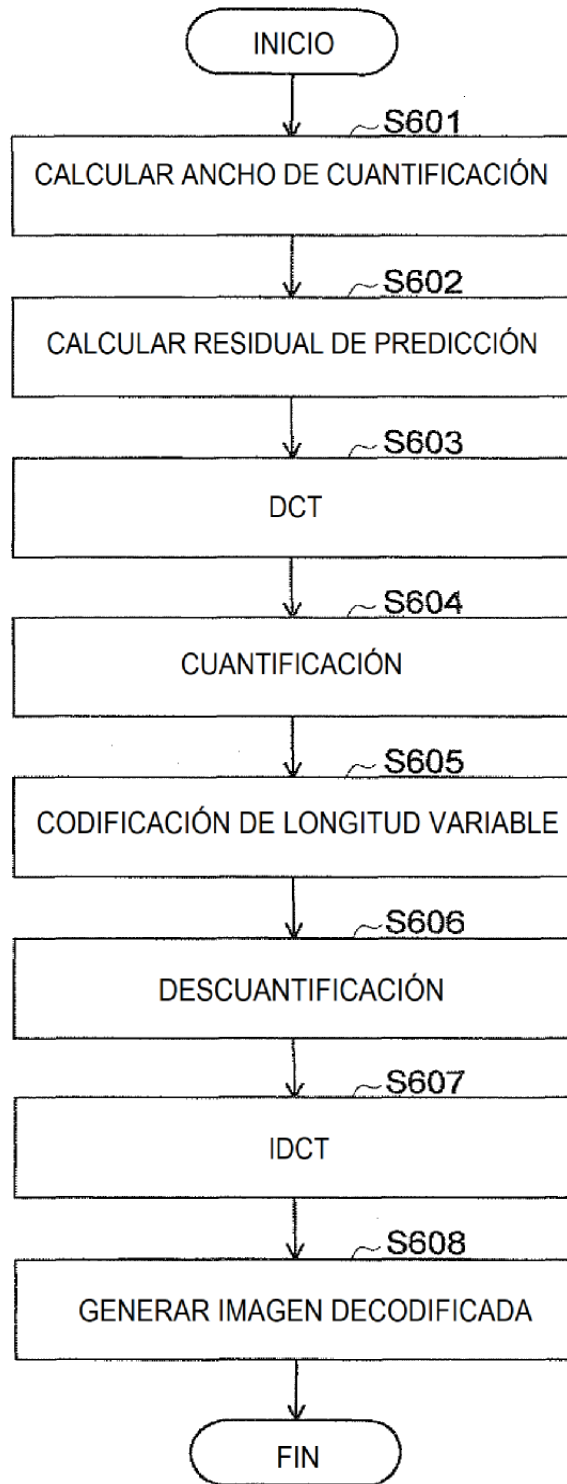 INICIO
S601
CALCULAR ANCHO DE CUANTIFICACIÓN
S602
CALCULAR RESIDUAL DE PREDICCIÓN
S603
DCT
S604
CUANTIFICACIÓN
S605
CODIFICACIÓN DE LONGITUD VARIABLE
S606
DESCUANTIFICACIÓN
S607
IDCT
S608
GENERAR IMAGEN DECODIFICADA
FIN